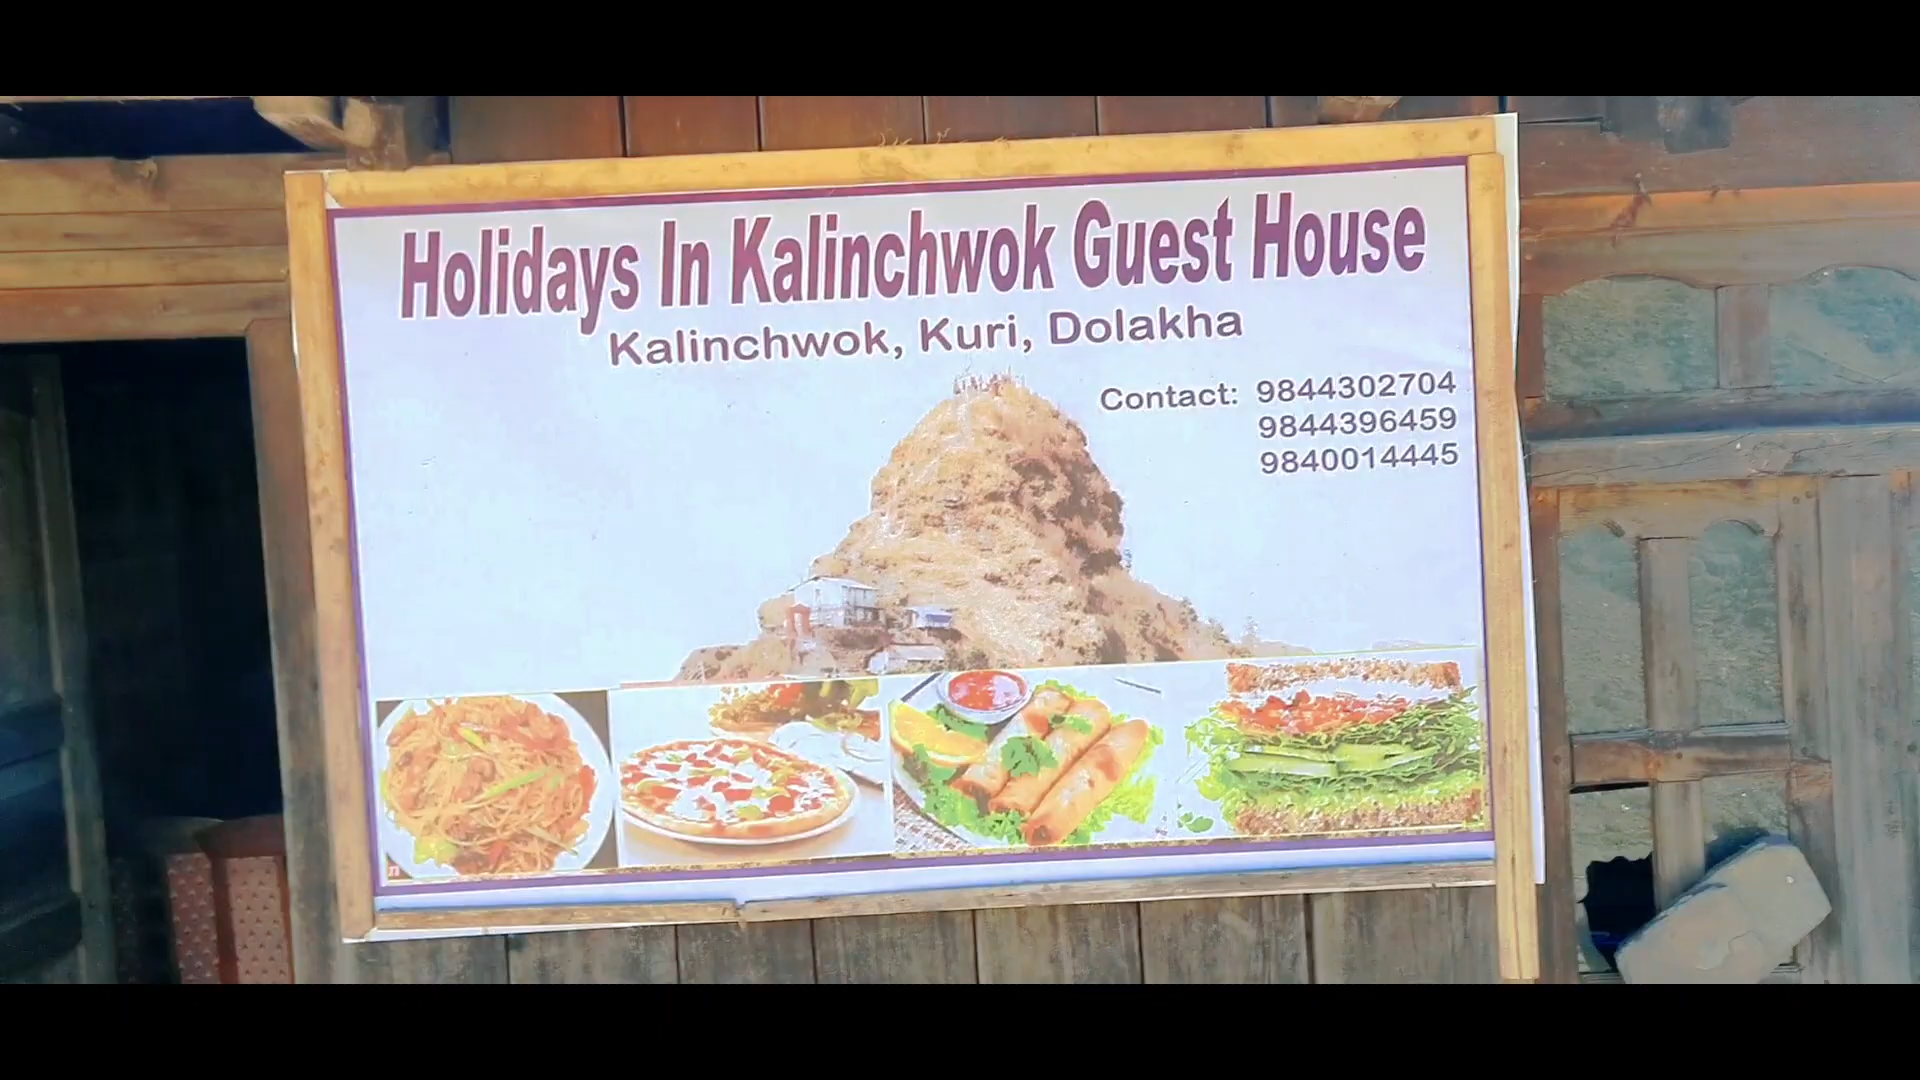 Holidays In Kalinchwok Guest House
Kalinchwok, Kuri, Dolakha
Contact: 9844302704
9844396459
9840014445